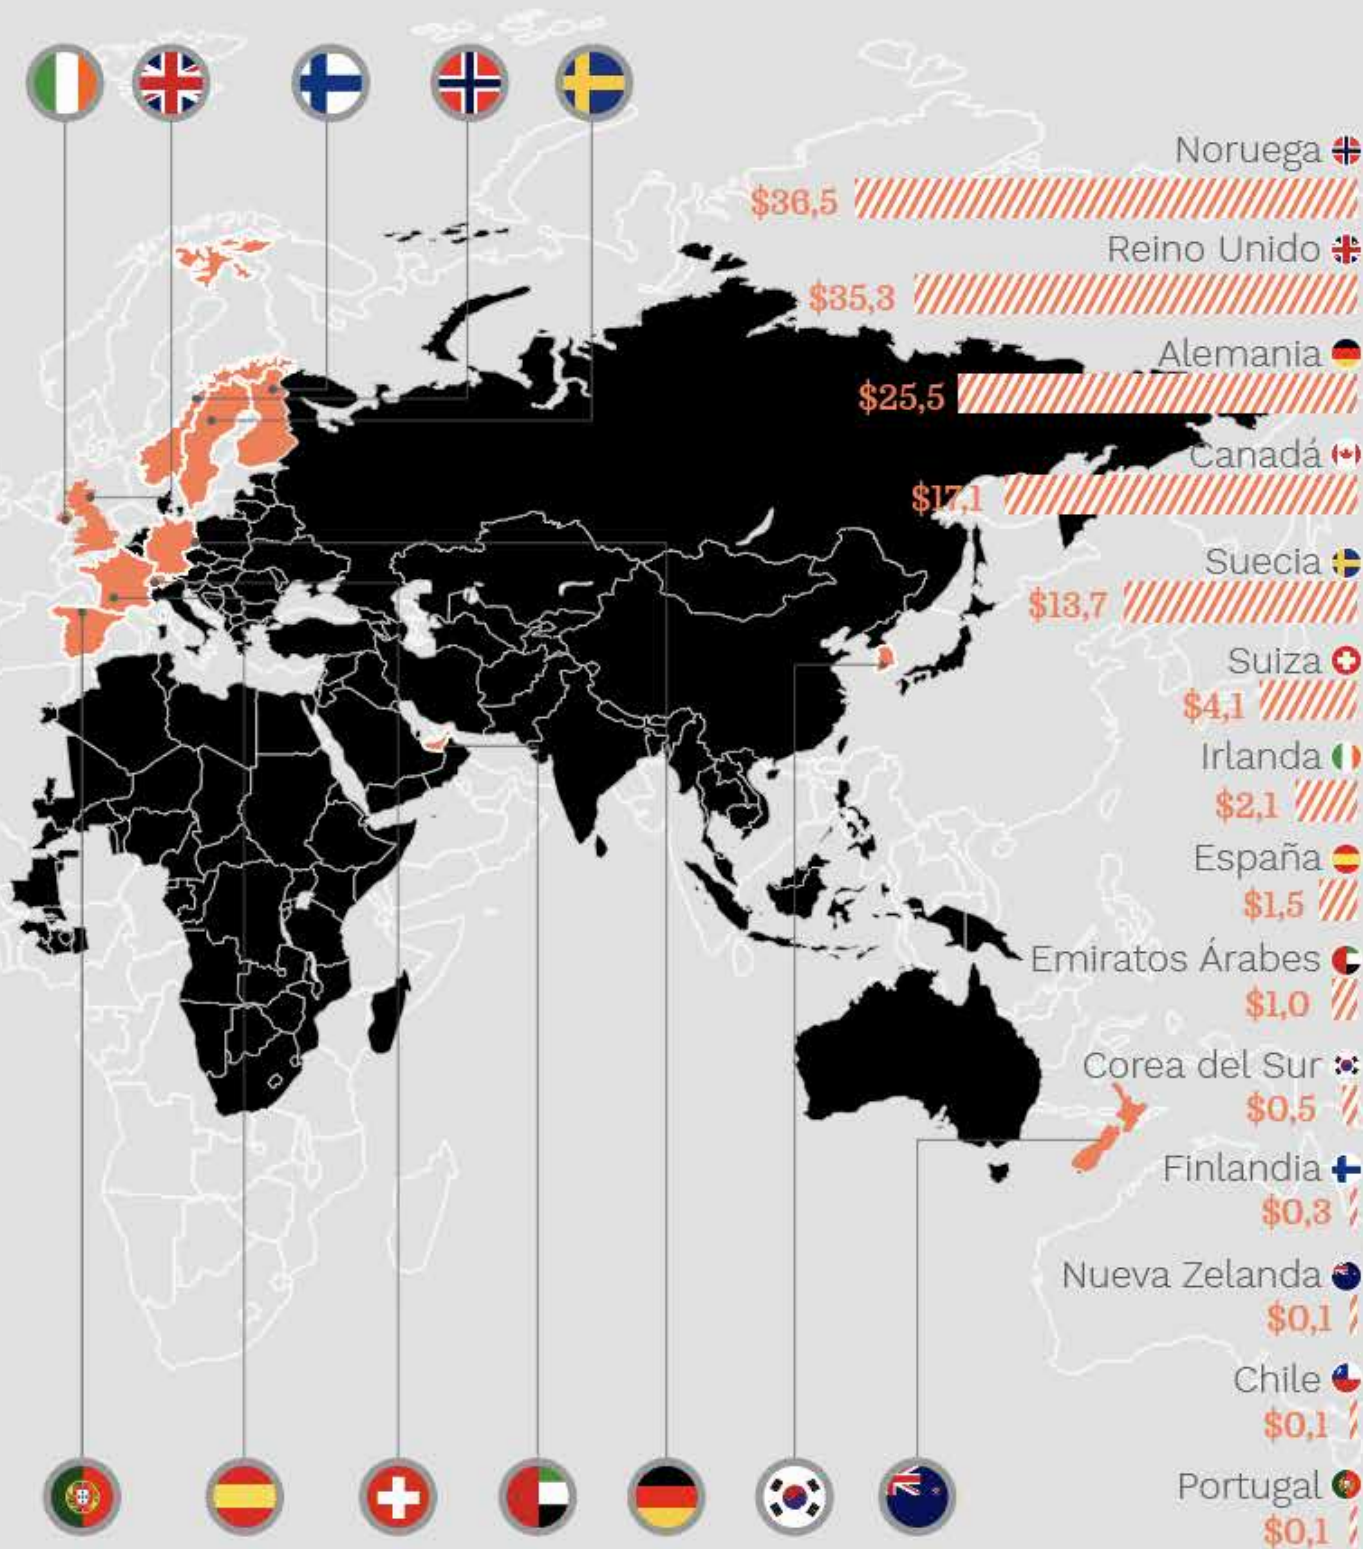 Noruega
$36,5
Reino Unido
$35,3
Alemania
$25,5
Canadá
$17,1
Suecia
$13,7
Suiza
$4,1
Irlanda
$2,1
España
$1,5
Emiratos Árabes
$1,0
Corea del Sur
$0,5
Finlandia
$0,3
Nueva Zelanda
$0,1
Chile
$0,1
Portugal
$0,1